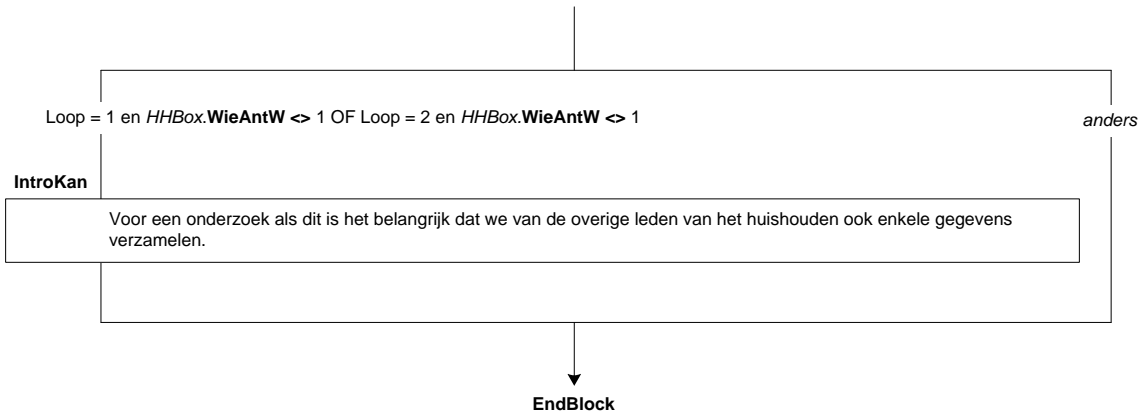 Loop = 1 en HHBox.WieAntW <> 1 OF Loop = 2 en HHBox.WieAntW <> 1
anders
IntroKan
Voor een onderzoek als dit is het belangrijk dat we van de overige leden van het huishouden ook enkele gegevens
verzamelen.
EndBlock